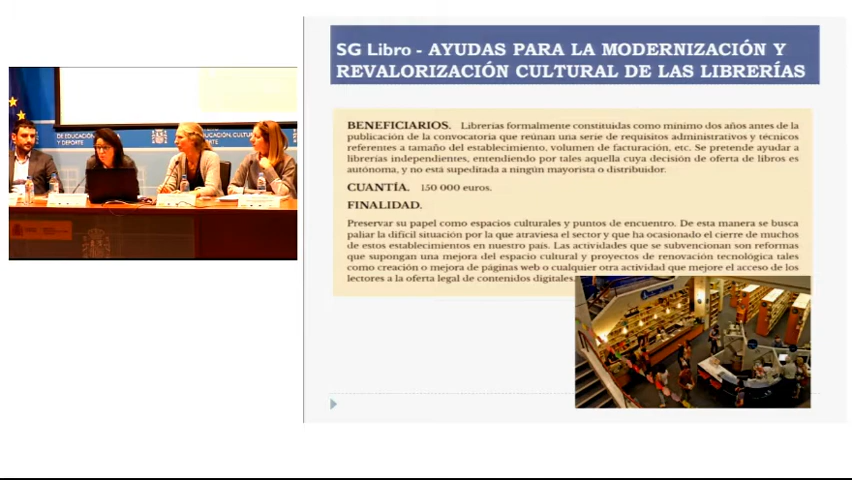 DE EDUCACIÓN
Y DEPORTE
EDUCACIÓN, CULTURA
SG Libro - AYUDAS PARA LA MODERNIZACIÓN Y
REVALORIZACIÓN CULTURAL DE LAS LIBRERÍAS
BENEFICIARIOS. Librerías formalmente constituidas como mínimo dos años antes de la
publicación de la convocatoria que reúnan una serie de requisitos administrativos y técnicos
referentes a tamaño del establecimiento, volumen de facturación, etc. Se pretende ayudar a
librerías independientes, entendiendo por tales aquella cuya decisión de oferta de libros es
autónoma, y no está supeditada a ningún mayorista o distribuidor.
CUANTÍA. 150 000 euros.
FINALIDAD.
Preservar su papel como espacios culturales y puntos de encuentro. De esta manera se busca
paliar la difícil situación por la que atraviesa el sector y que ha ocasionado el cierre de muchos
de estos establecimientos en nuestro país. Las actividades que se subvencionan son reformas
que supongan una mejora del espacio cultural y proyectos de renovación tecnológica tales
como creación o mejora de páginas web o cualquier otra actividad que mejore el acceso de los
lectores a la oferta legal de contenidos digitales.